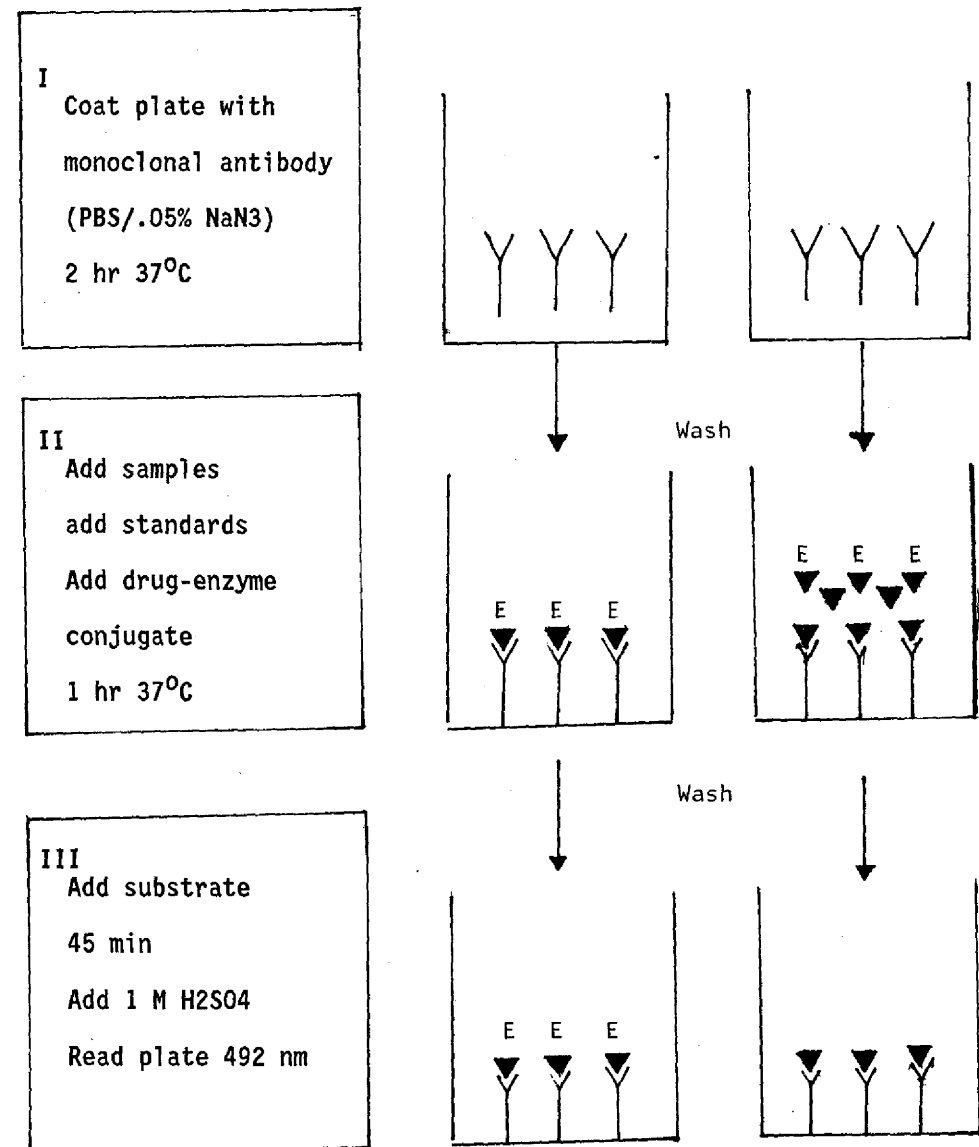 I
Coat plate with
monoclonal antibody
(PBS/.05% NaN3)
2 hr 37°C
Wash
II
Add samples
add standards
Add drug-enzyme
conjugate
1 hr 37°C
E E E
E E E
Wash
III
Add substrate
45 min
Add 1 M H2SO4
Read plate 492 nm
E E E